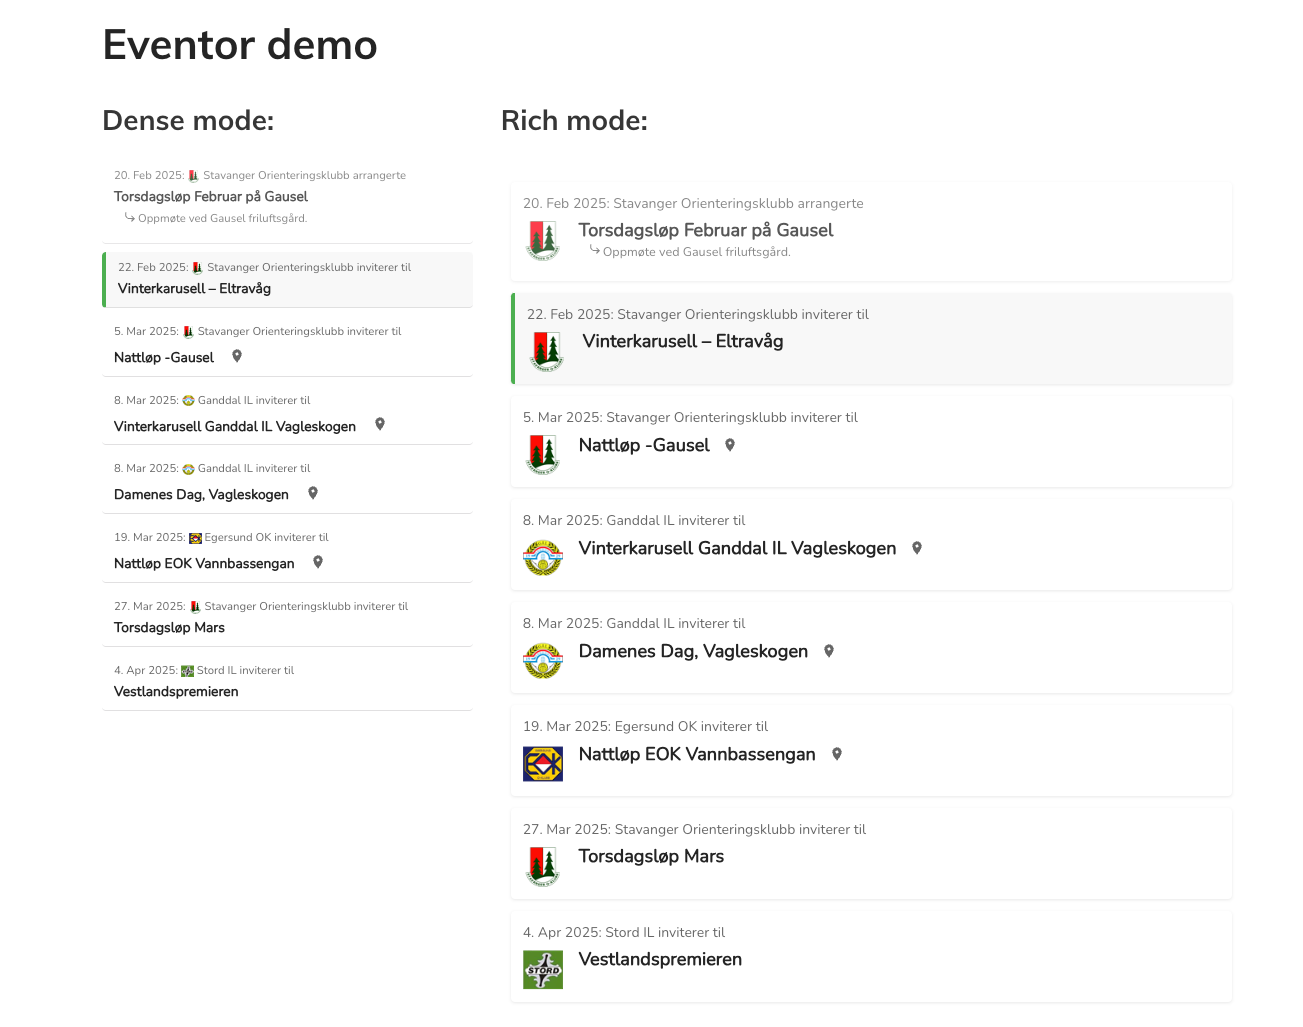 Eventor demo
Dense mode:
20. Feb 2025: Stavanger Orienteringsklubb arrangerte
Torsdagsløp Februar på Gausel
Oppmøte ved Gausel friluftsgård.
22. Feb 2025: Stavanger Orienteringsklubb inviterer til
Vinterkarusell – Eltravåg
5. Mar 2025: Stavanger Orienteringsklubb inviterer til
Nattløp -Gausel
8. Mar 2025: Ganddal IL inviterer til
Vinterkarusell Ganddal IL Vagleskogen
8. Mar 2025: Ganddal IL inviterer til
Damenes Dag, Vagleskogen
19. Mar 2025: Egersund OK inviterer til
Nattløp EOK Vannbassengan
27. Mar 2025: Stavanger Orienteringsklubb inviterer til
Torsdagsløp Mars
4. Apr 2025: Stord IL inviterer til
Vestlandspremieren
Rich mode:
20. Feb 2025: Stavanger Orienteringsklubb arrangerte
Torsdagsløp Februar på Gausel
Oppmøte ved Gausel friluftsgård.
22. Feb 2025: Stavanger Orienteringsklubb inviterer til
Vinterkarusell – Eltravåg
5. Mar 2025: Stavanger Orienteringsklubb inviterer til
Nattløp -Gausel
8. Mar 2025: Ganddal IL inviterer til
Vinterkarusell Ganddal IL Vagleskogen
8. Mar 2025: Ganddal IL inviterer til
Damenes Dag, Vagleskogen
19. Mar 2025: Egersund OK inviterer til
EOK
Nattløp EOK Vannbassengan
27. Mar 2025: Stavanger Orienteringsklubb inviterer til
Torsdagsløp Mars
4. Apr 2025: Stord IL inviterer til
STORD
Vestlandspremieren